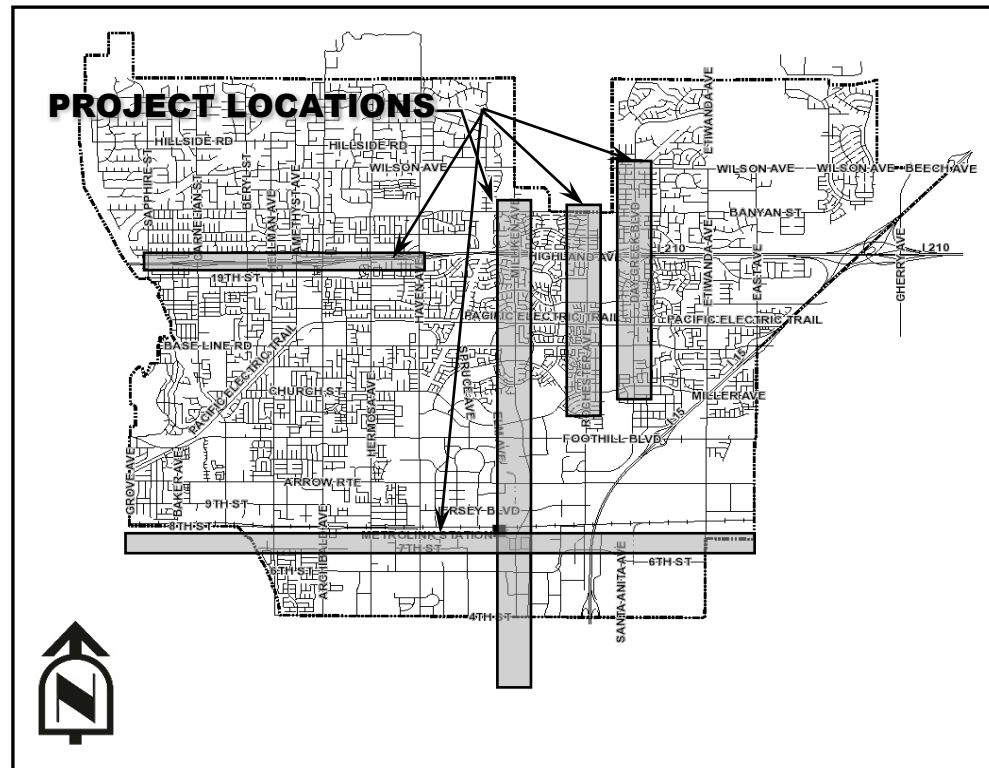 PROJECT LOCATIONS
HILLSIDE RD
HILLSIDE RD
WILSON AVE
WILSON AVE
WILSON AVE
BEECH AVE
ETIWANDA AVE
SAPPHIRE ST
CARNELIAN ST
BERYL ST
HELLMAN AVE
AMETHYST AVE
MILLIKEN AVE
DAY CREEK BLVD
BANYAN ST
I 210
I 210
HIGHLAND AVE
19TH ST
HAVEN AVE
ETIWANDA AVE
EAST AVE
CHERRY AVE
PACIFIC ELECTRIC TRAIL
PACIFIC ELECTRIC TRAIL
BASE LINE RD
PACIFIC ELECTRIC TRAIL
SPRUCE AVE
ROCHESTER AVE
I 15
CHURCH ST
HERMOSA AVE
MILLER AVE
I 15
ELM AVE
FOOTHILL BLVD
GROVE AVE
BAKER AVE
ARROW RTE
9TH ST
JERSEY BLVD
8TH ST
METROLINK STATION
7TH ST
ARCHIBALD AVE
6TH ST
6TH ST
SANTA ANITA AVE
4TH ST
N